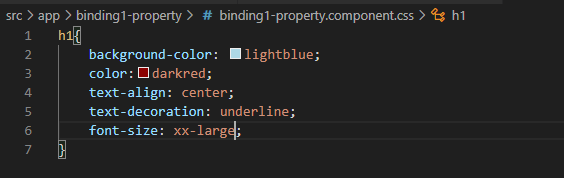 src > app > binding1-property > # binding1-property.component.css > h1
1 h1{
2 background-color: lightblue;
3 color:darkred;
4 text-align: center;
5 text-decoration: underline;
6 font-size: xx-large;
7 }